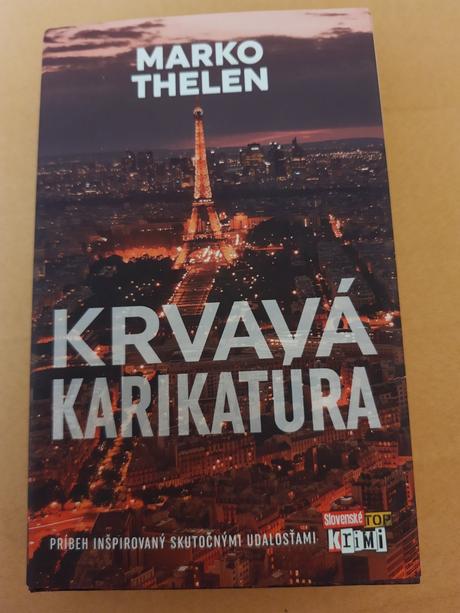 MARKO
THELEN
KRVAVÁ
KARIKATÚRA
PRÍBEH INŠPIROVANÝ SKUTOČNÝMI UDALOSŤAMI
Slovenské TOP
KRiMi